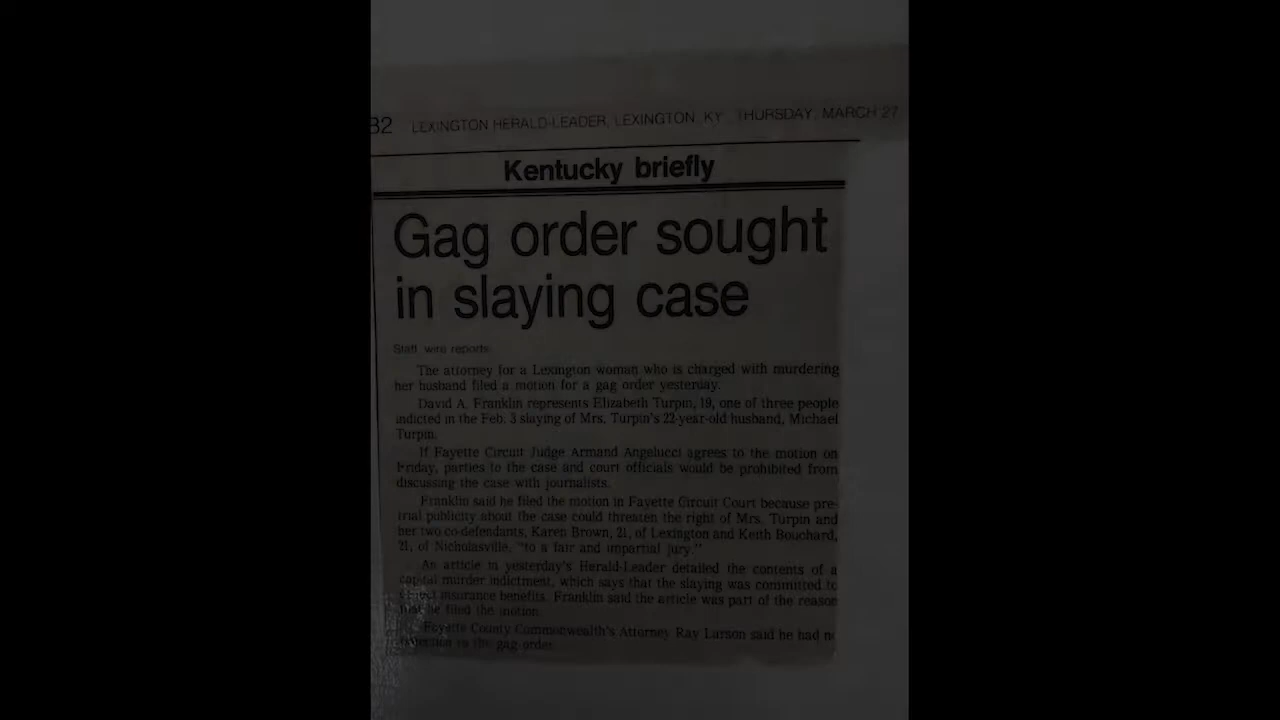 B2 LEXINGTON HERALD-LEADER, LEXINGTON, KY. THURSDAY, MARCH 27
Kentucky briefly
Gag order sought
in slaying case
Staff, wire reports
The attorney for a Lexington woman who is charged with murdering
her husband filed a motion for a gag order yesterday.
David A. Franklin represents Elizabeth Turpin, 19, one of three people
indicted in the Feb. 3 slaying of Mrs. Turpin's 22-year-old husband, Michael
Turpin.
If Fayette Circuit Judge Armand Angelucci agrees to the motion on
Friday, parties to the case and court officials would be prohibited from
discussing the case with journalists.
Franklin said he filed the motion in Fayette Circuit Court because pre-
trial publicity about the case could threaten the right of Mrs. Turpin and
her two co-defendants, Karen Brown, 21, of Lexington and Keith Bouchard,
21, of Nicholasville, "to a fair and impartial jury."
An article in yesterday's Herald-Leader detailed the contents of a
capital murder indictment, which says that the slaying was committed to
collect insurance benefits. Franklin said the article was part of the reason
that he filed the motion.
Fayette County Commonwealth's Attorney Ray Larson said he had no
objection to the gag order.